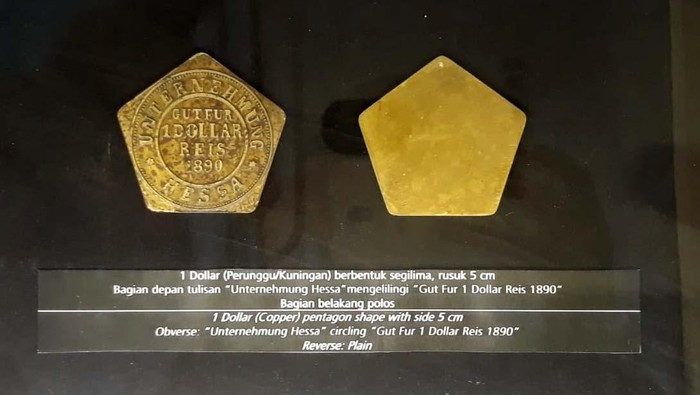 UNTERNEHMUNG
GUT FUR
1 DOLLAR
REIS
1890
HESSA
1 Dollar (Perunggu/Kuningan) berbentuk segilima, rusuk 5 cm
Bagian depan tulisan "Unternehmung Hessa"mengelilingi "Gut Fur 1 Dollar Reis 1890"
Bagian belakang polos
1 Dollar (Copper) pentagon shape with side 5 cm
Obverse: "Unternehmung Hessa" circling "Gut Fur 1 Dollar Reis 1890"
Reverse: Plain